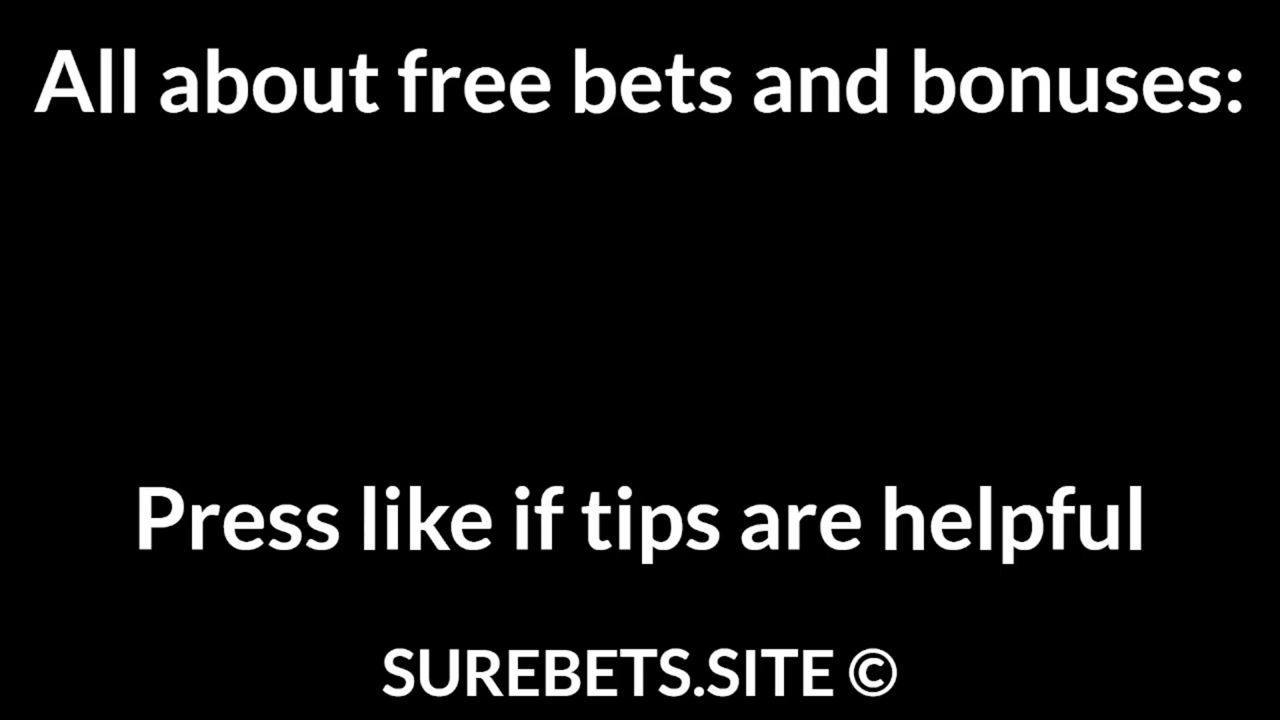 All about free bets and bonuses:
Press like if tips are helpful
SUREBETS.SITE ©